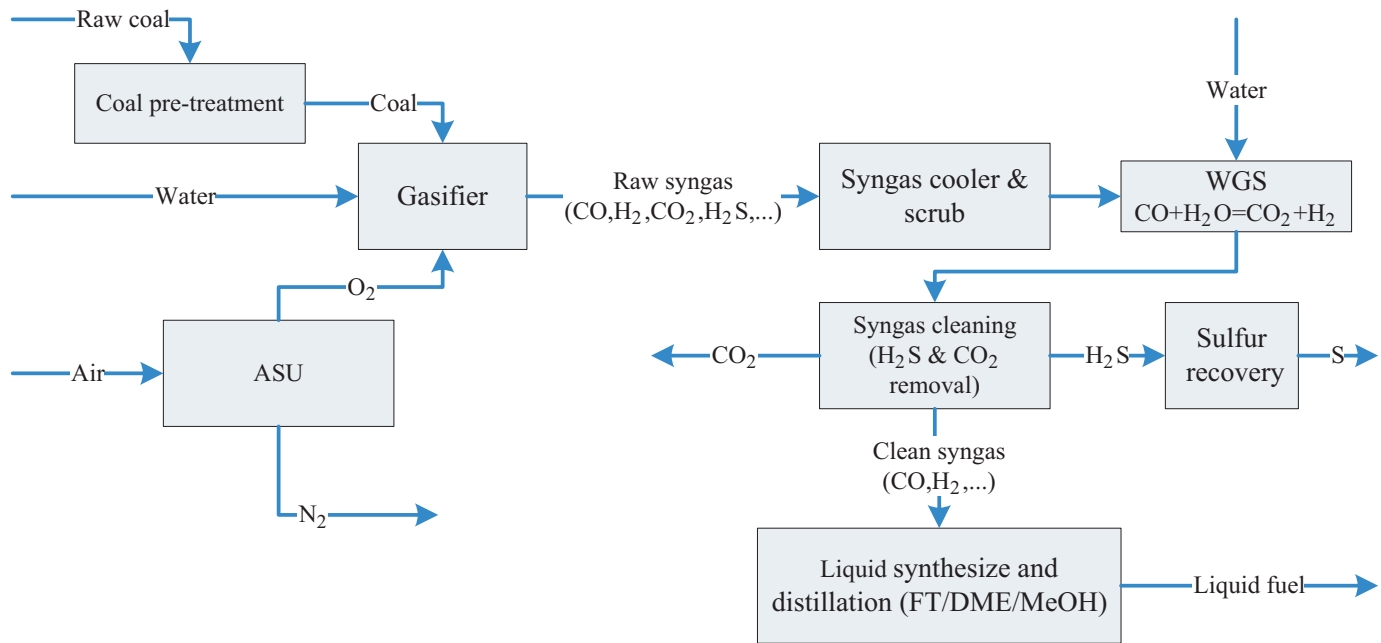 Raw coal
Coal pre-treatment
Coal
Water
Gasifier
Raw syngas
(CO,H₂,CO₂,H₂S,...)
Syngas cooler &
scrub
Water
WGS
CO+H₂O=CO₂+H₂
O₂
Air
ASU
N₂
CO₂
Syngas cleaning
(H₂S & CO₂
removal)
H₂S
Sulfur
recovery
S
Clean syngas
(CO,H₂,...)
Liquid synthesize and
distillation (FT/DME/MeOH)
Liquid fuel